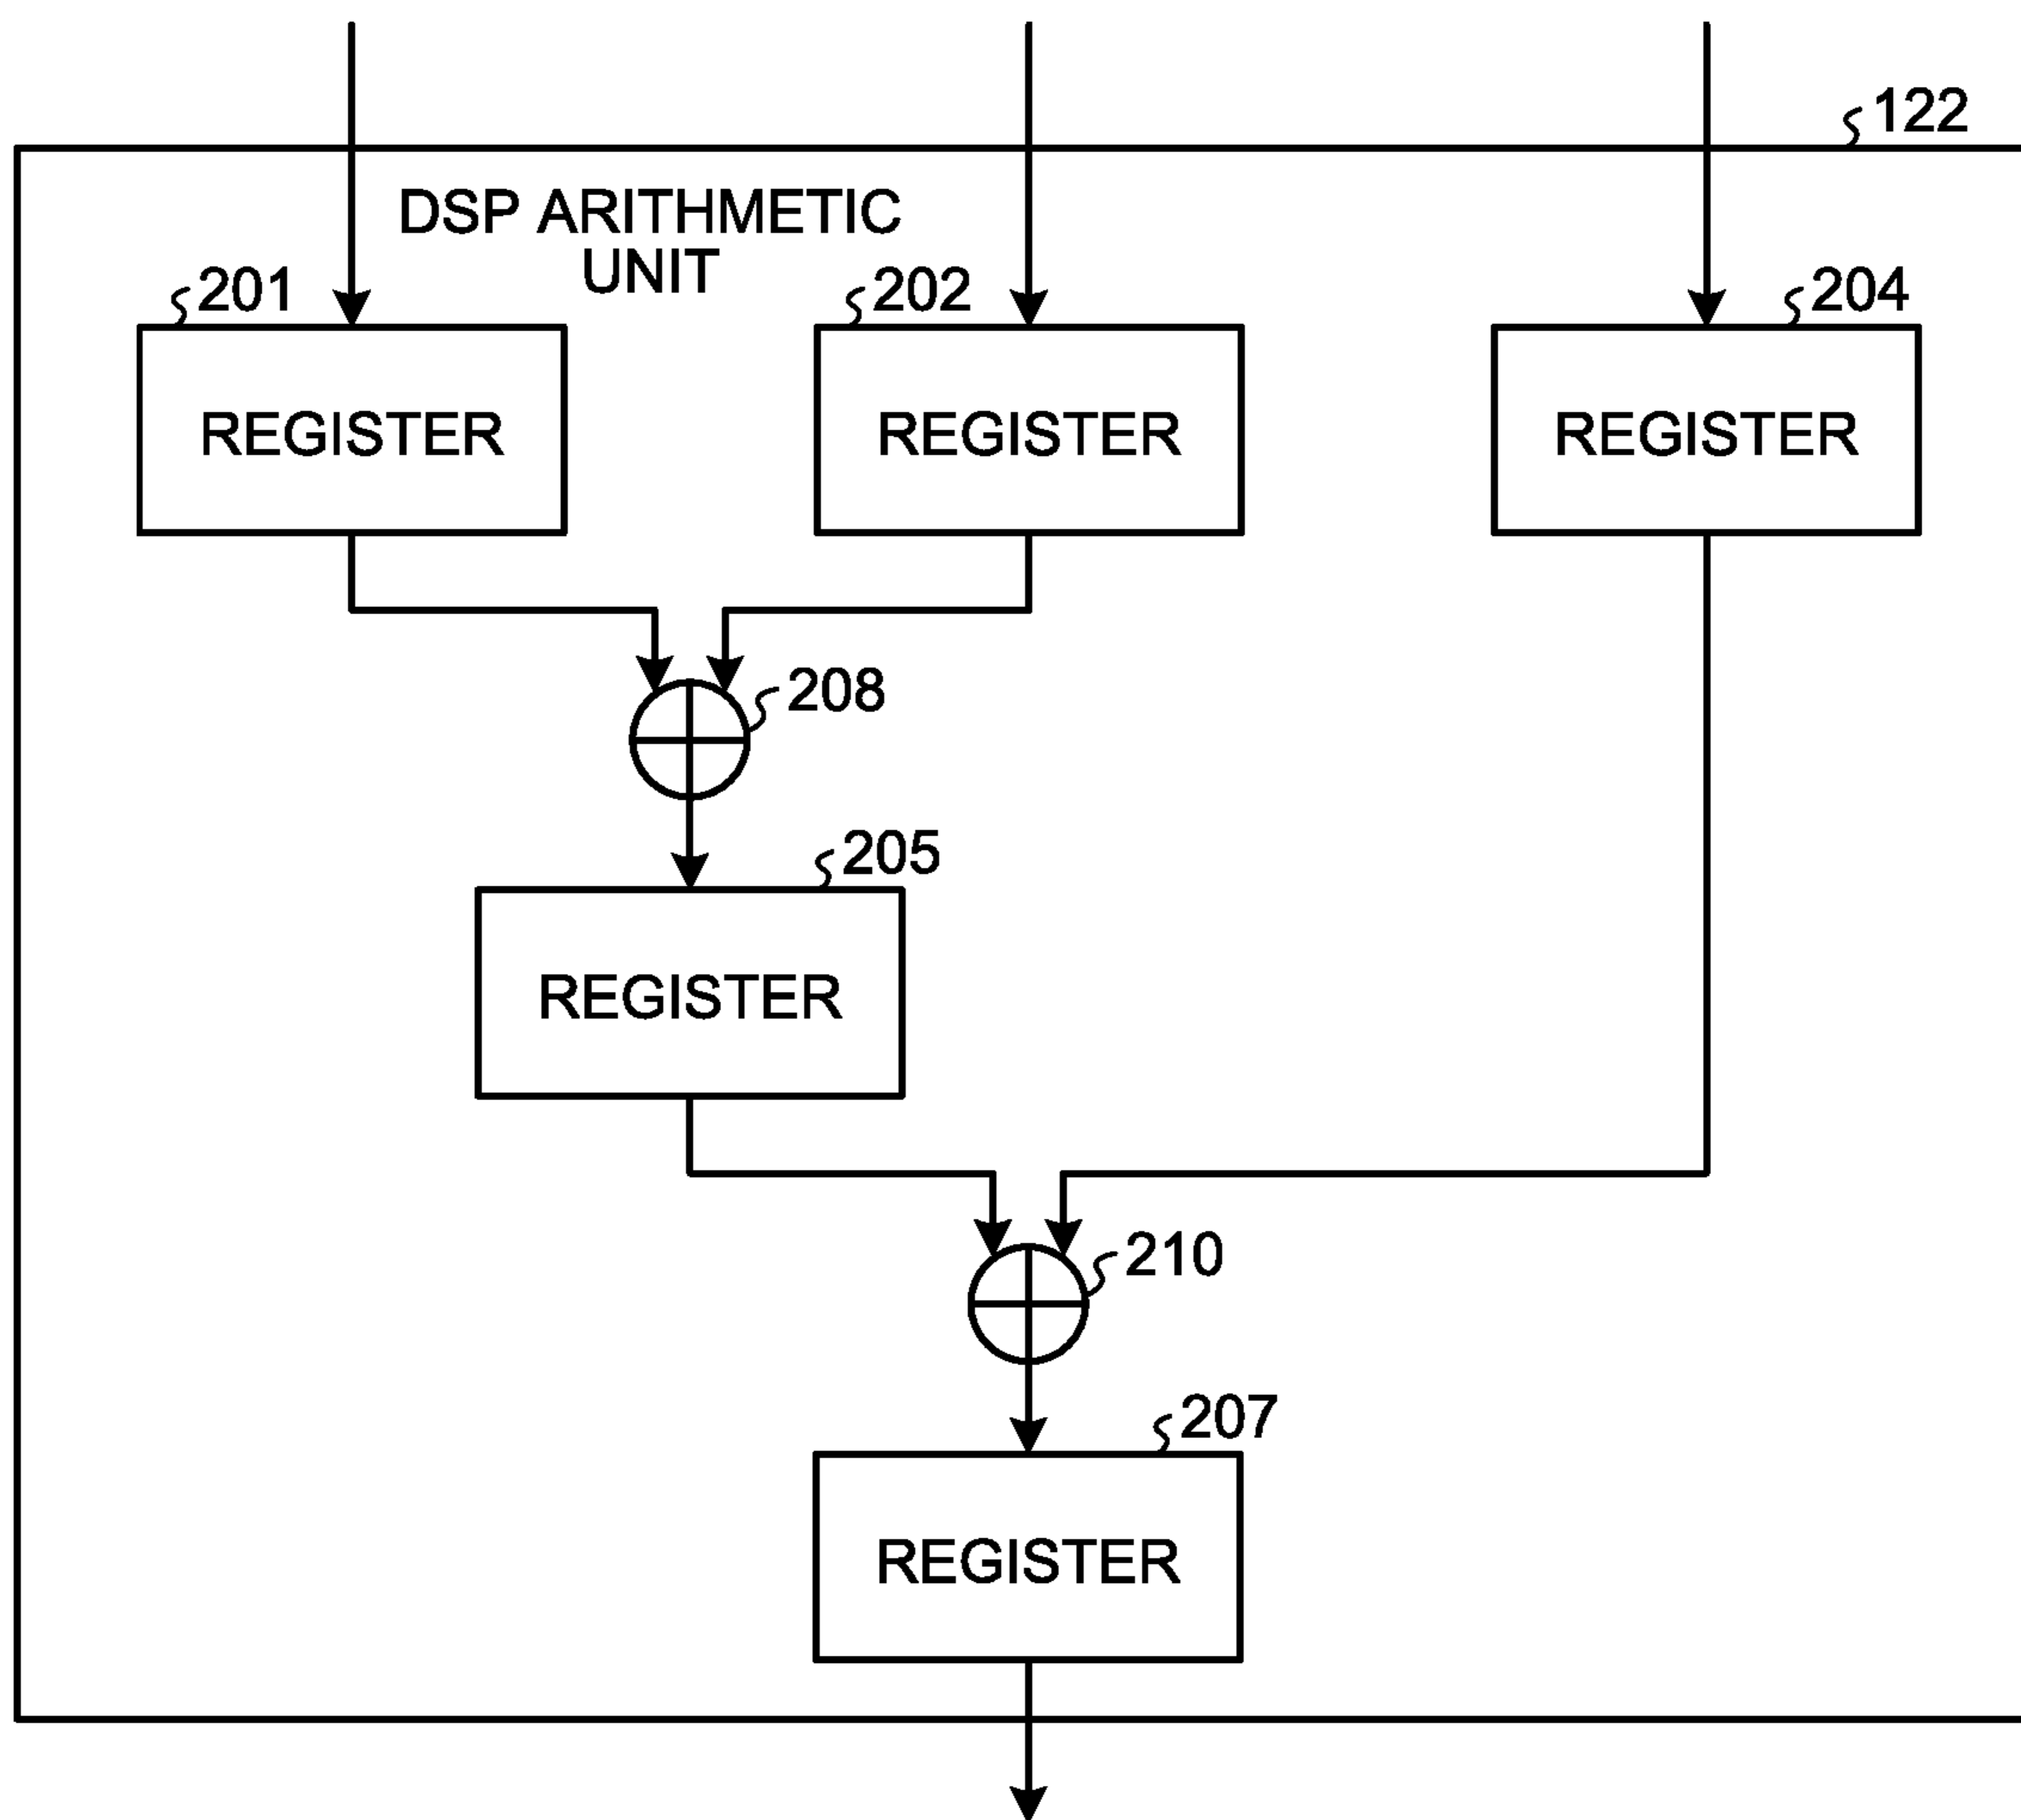 122
DSP ARITHMETIC
UNIT
201
202
204
REGISTER
REGISTER
REGISTER
208
205
REGISTER
210
207
REGISTER